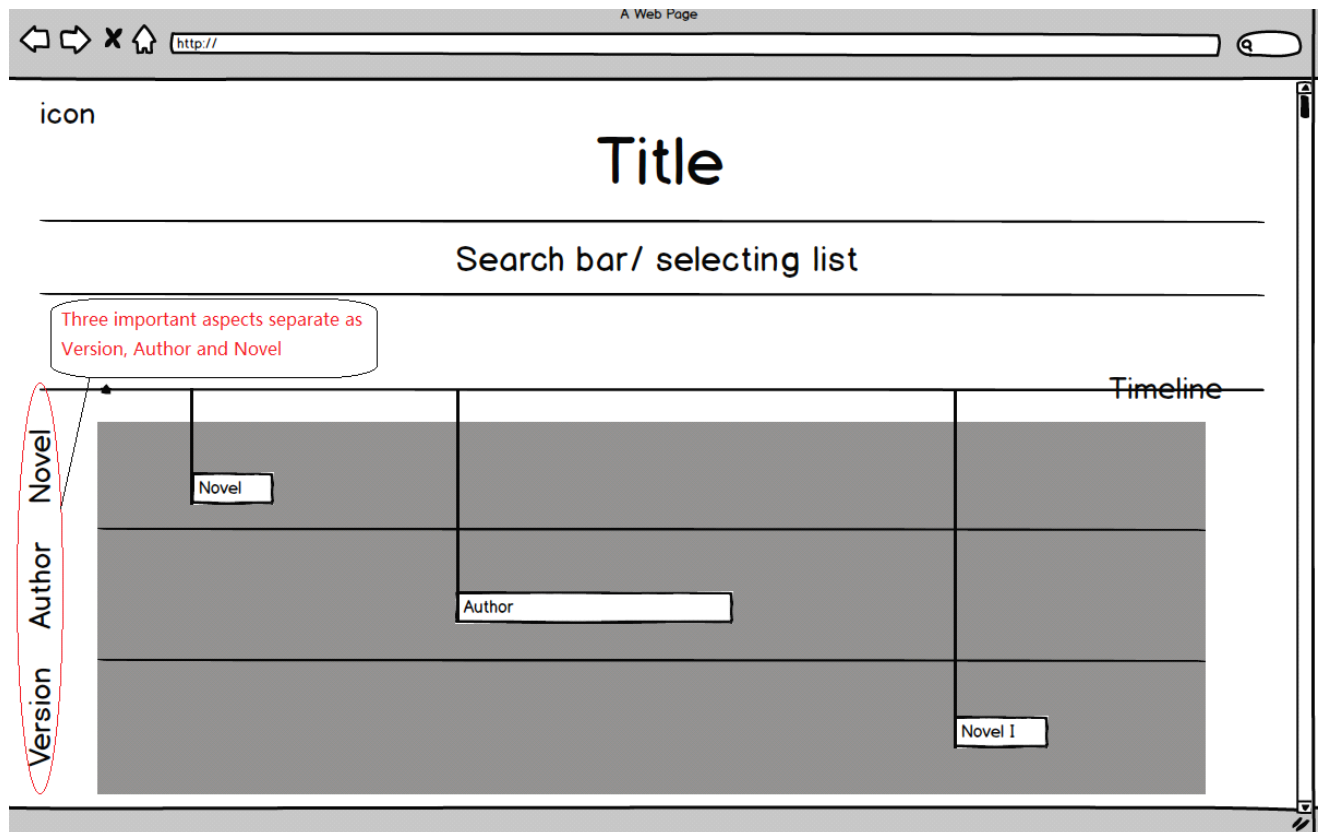 A Web Page
http://
icon
Title
Search bar/ selecting list
Three important aspects separate as
Version, Author and Novel
Timeline
Novel
Novel
Author
Author
Version
Novel I